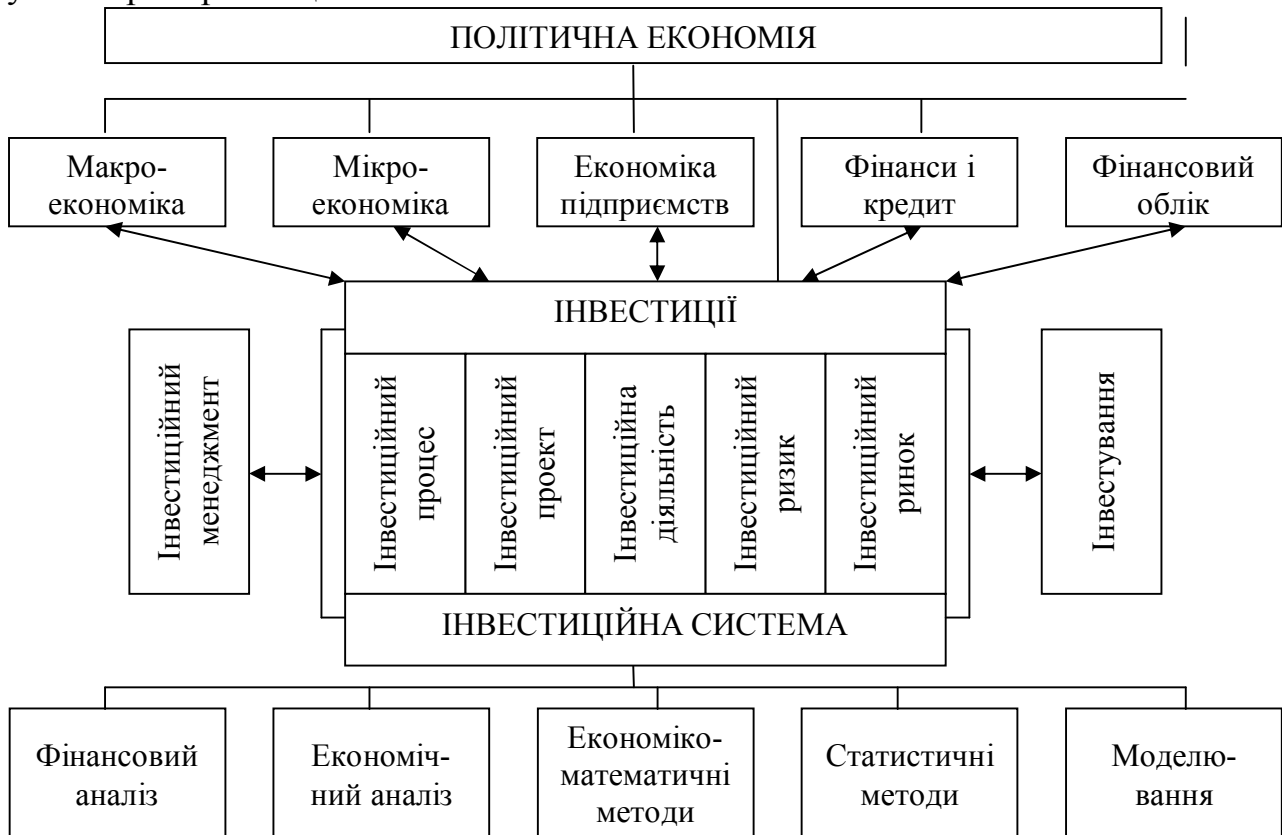 ПОЛІТИЧНА ЕКОНОМІЯ
Макро-
економіка
Мікро-
економіка
Економіка
підприємств
Фінанси і
кредит
Фінансовий
облік
ІНВЕСТИЦІЇ
Інвестиційний
менеджмент
Інвестиційний
процес
Інвестиційний
проект
Інвестиційна
діяльність
Інвестиційний
ризик
Інвестиційний
ринок
Інвестування
ІНВЕСТИЦІЙНА СИСТЕМА
Фінансовий
аналіз
Економіч-
ний аналіз
Економіко-
математичні
методи
Статистичні
методи
Моделю-
вання